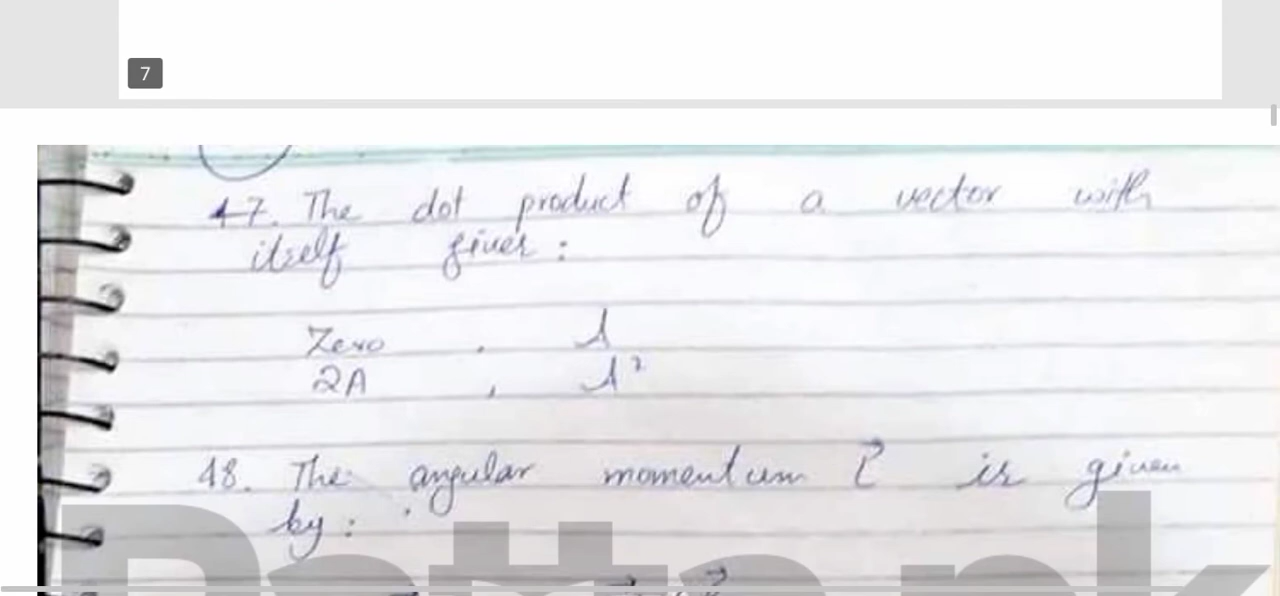 7
47. The dot product of a vector with
itself gives :
Zero , A
2A , A²
48. The angular momentum L⃗ is given
by :